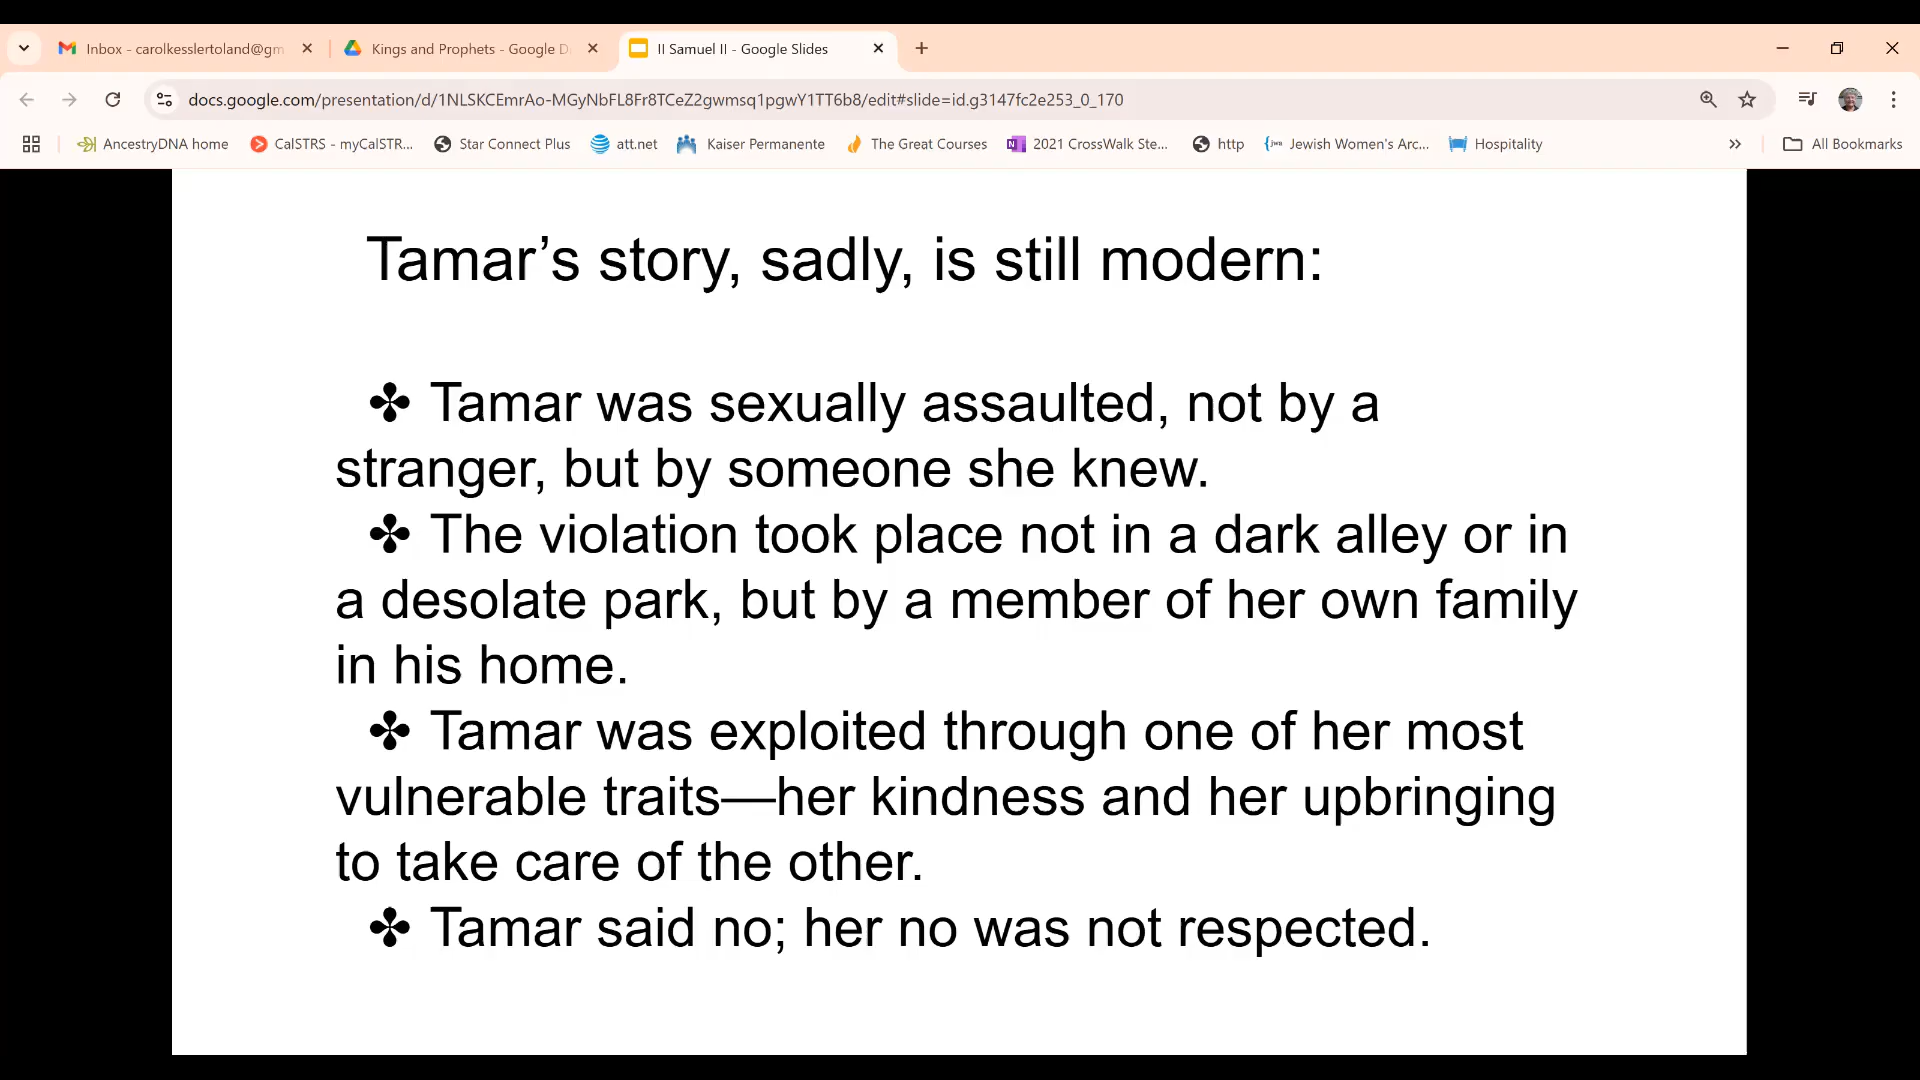 Inbox - carolkesslertoland@gm
Kings and Prophets - Google D
II Samuel II - Google Slides
docs.google.com/presentation/d/1NLSKCEmrAo-MGyNbFL8Fr8TCeZ2gwmsq1pgwY1TT6b8/edit#slide=id.g3147fc2e253_0_170
AncestryDNA home
CalSTRS - myCalSTR...
Star Connect Plus
att.net
Kaiser Permanente
The Great Courses
2021 CrossWalk Ste...
http
Jewish Women's Arc...
Hospitality
All Bookmarks
Tamar’s story, sadly, is still modern:
✤ Tamar was sexually assaulted, not by a
stranger, but by someone she knew.
✤ The violation took place not in a dark alley or in
a desolate park, but by a member of her own family
in his home.
✤ Tamar was exploited through one of her most
vulnerable traits—her kindness and her upbringing
to take care of the other.
✤ Tamar said no; her no was not respected.